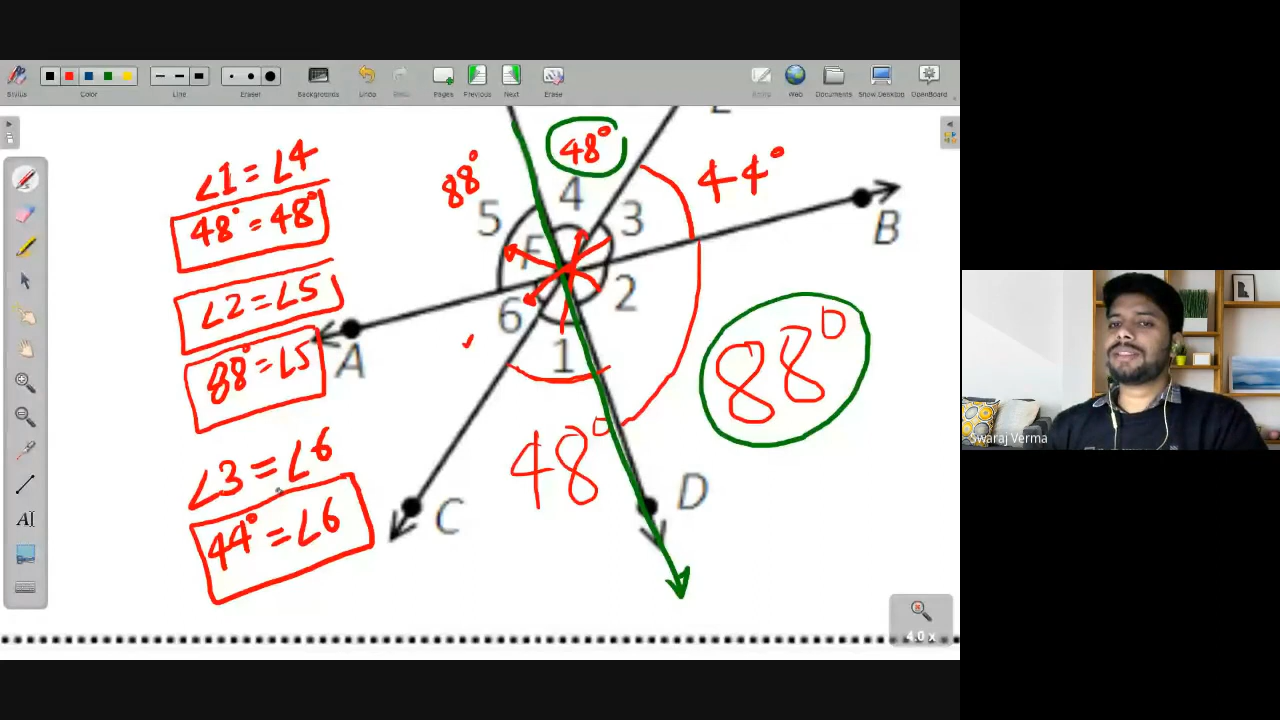 Stylus
Color
Line
Eraser
Backgrounds
Undo
Pages
Previous
Next
Erase
Web
Documents
Show Desktop
OpenBoard
∠1=∠4
48°=48°
∠2=∠5
88°=∠5
∠3=∠6
44°=∠6
88°
48°
44°
5
4
3
F
6
2
1
A
B
88°
48°
C
D
4.0 x
Swaraj Verma